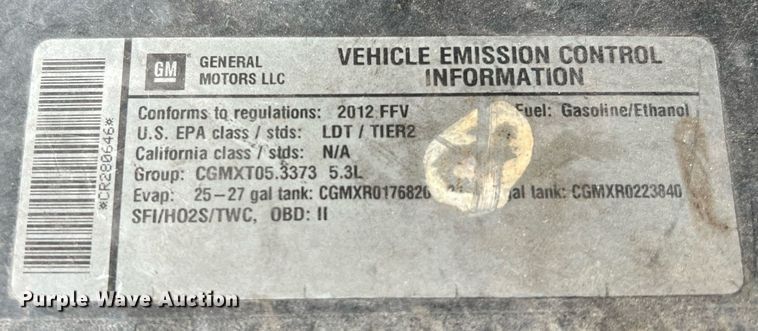 GM
GENERAL MOTORS LLC
VEHICLE EMISSION CONTROL INFORMATION
Conforms to regulations: 2012 FFV Fuel: Gasoline/Ethanol
U.S. EPA class / stds: LDT / TIER2
California class / stds: N/A
Group: CGMXT05.3373 5.3L
Evap: 25-27 gal tank: CGMXR0176820 gal tank: CGMXR0223840
SFI/HO2S/TWC, OBD: II
*CR280646*
Purple Wave Auction